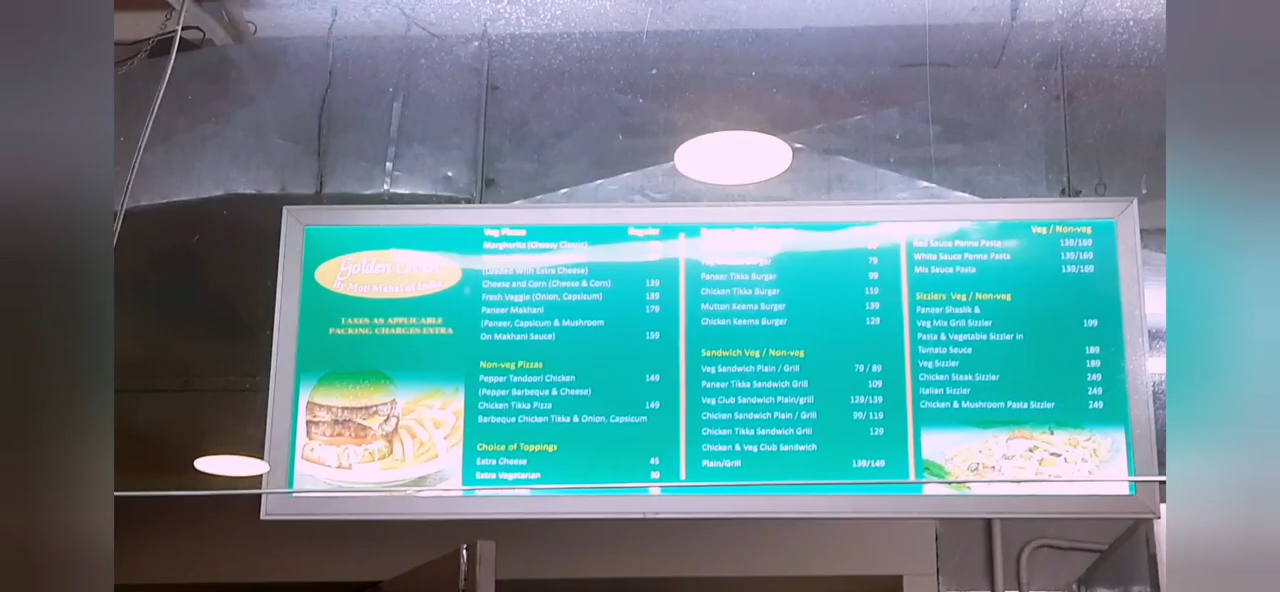 Golden
By Moti Mahal of India
TAXES AS APPLICABLE
PACKING CHARGES EXTRA
Veg Pizzas Regular
Margherita (Cheesy Classic)
(Loaded With Extra Cheese)
Cheese and Corn (Cheese & Corn) 139
Fresh Veggie (Onion, Capsicum) 139
Paneer Makhani 179
(Paneer, Capsicum & Mushroom
On Makhani Sauce) 159
Non-veg Pizzas
Pepper Tandoori Chicken 149
(Pepper Barbeque & Cheese)
Chicken Tikka Pizza 149
Barbeque Chicken Tikka & Onion, Capsicum
Choice of Toppings
Extra Cheese 45
Extra Vegetarian
Burger 79
Paneer Tikka Burger 99
Chicken Tikka Burger 119
Mutton Keema Burger 139
Chicken Keema Burger 129
Sandwich Veg / Non-veg
Veg Sandwich Plain / Grill 79 / 89
Paneer Tikka Sandwich Grill 109
Veg Club Sandwich Plain/grill 129/139
Chicken Sandwich Plain / Grill 99/ 119
Chicken Tikka Sandwich Grill 129
Chicken & Veg Club Sandwich
Plain/Grill 139/149
Veg / Non-veg
Red Sauce Penne Pasta 139/169
White Sauce Penne Pasta 139/169
Mix Sauce Pasta 139/169
Sizzlers Veg / Non-veg
Paneer Shaslik &
Veg Mix Grill Sizzler 199
Pasta & Vegetable Sizzler in
Tomato Sauce 189
Veg Sizzler 189
Chicken Steak Sizzler 249
Italian Sizzler 249
Chicken & Mushroom Pasta Sizzler 249